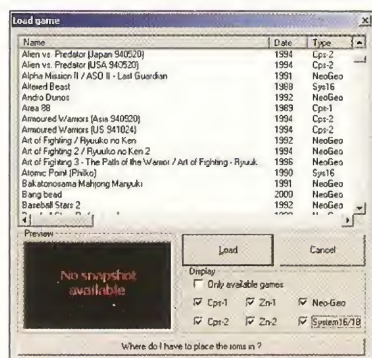 Load game
Name Date Type
Alien vs. Predator (Japan 940520) 1994 Cps-2
Alien vs. Predator (USA 940520) 1994 Cps-2
Alpha Mission II / ASO II - Last Guardian 1991 NeoGeo
Altered Beast 1988 Sys16
Andro Dunos 1992 NeoGeo
Area 88 1989 Cps-1
Armoured Warriors (Asia 940920) 1994 Cps-2
Armoured Warriors (US 941024) 1994 Cps-2
Art of Fighting / Ryuuko no Ken 1992 NeoGeo
Art of Fighting 2 / Ryuuko no Ken 2 1994 NeoGeo
Art of Fighting 3 - The Path of the Warrior / Art of Fighting - Ryuuk 1996 NeoGeo
Atomic Point (Philko) 1990 Sys16
Bakatonosama Mahjong Manyuki 1991 NeoGeo
Bang bead 2000 NeoGeo
Baseball Stars 2 1992 NeoGeo
Preview
No snapshot
available
Load Cancel
Display
Only available games
Cps-1 Zn-1 Neo-Geo
Cps-2 Zn-2 System16/18
Where do I have to place the roms in ?